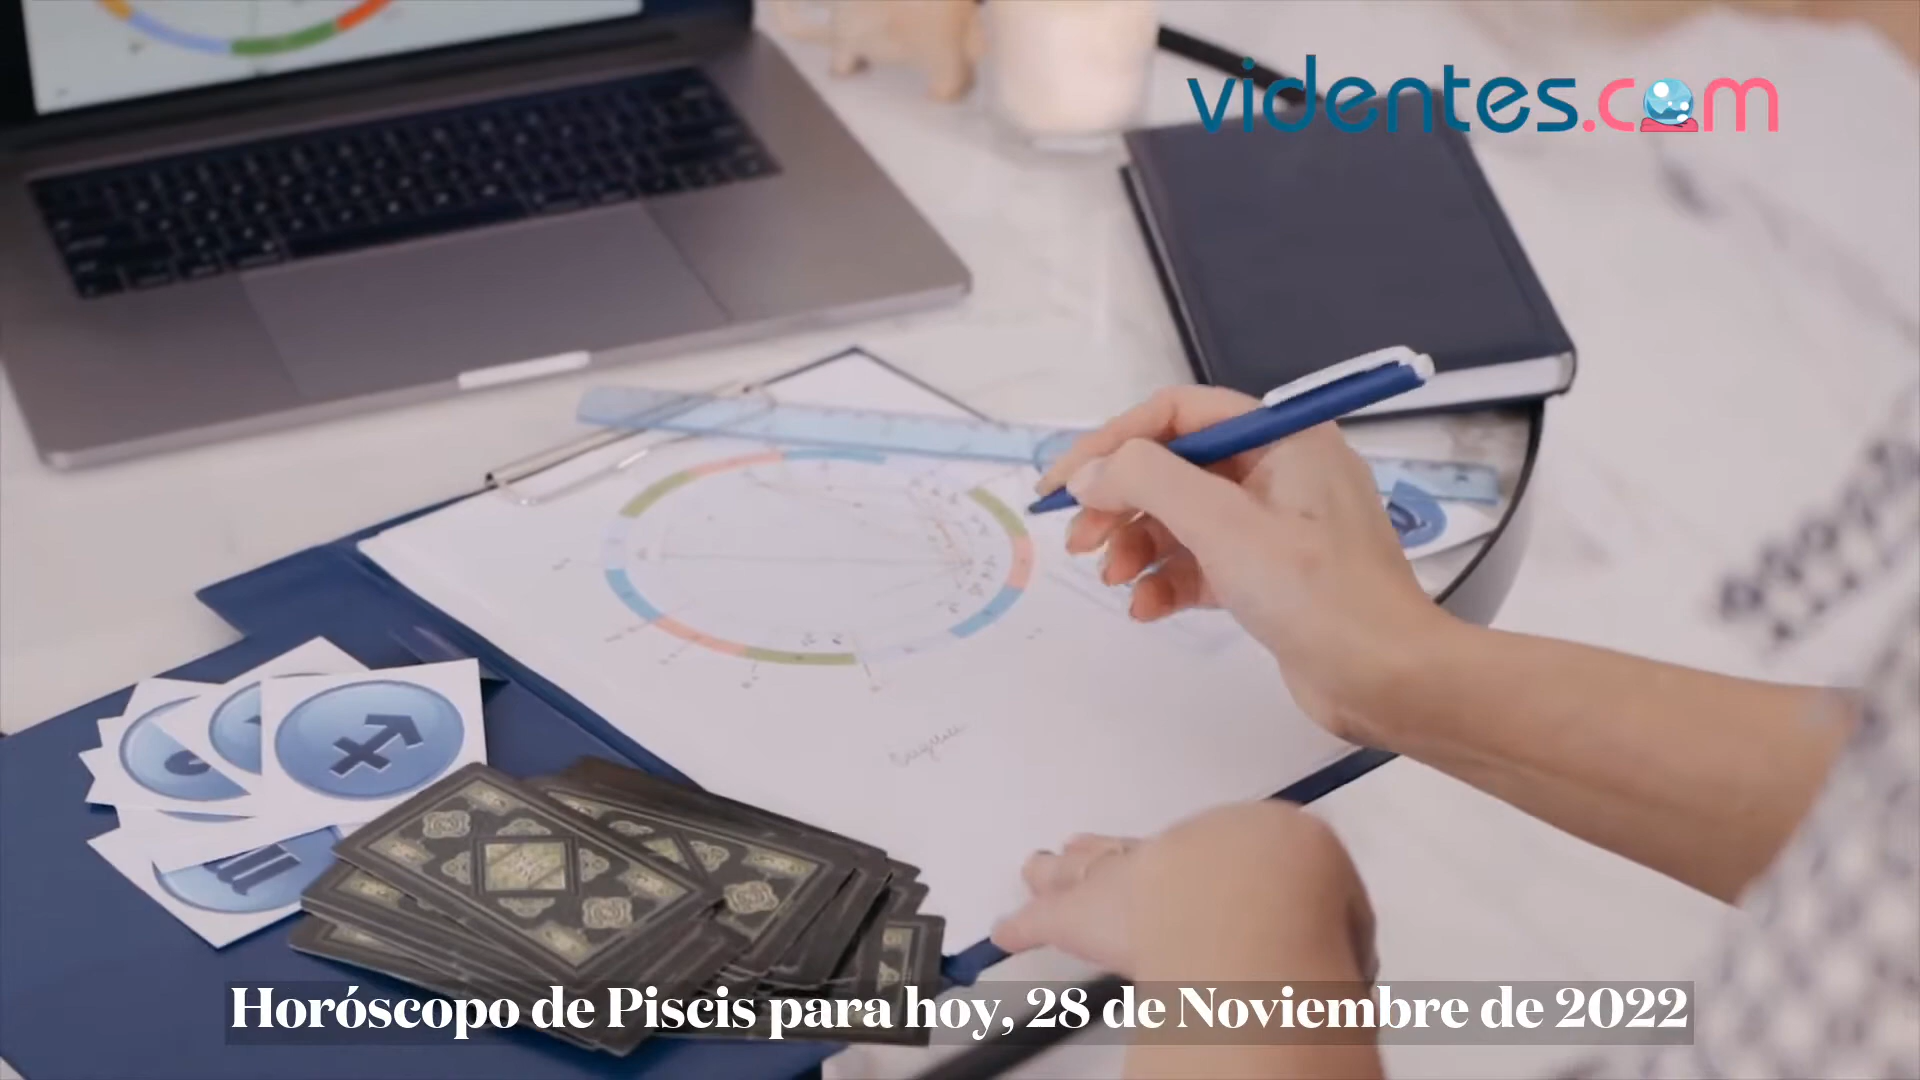 videntes.com
Horóscopo de Piscis para hoy, 28 de Noviembre de 2022